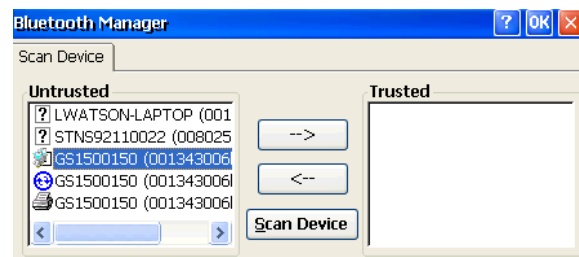 Bluetooth Manager ? OK ×
Scan Device
Untrusted
? LWATSON-LAPTOP (001
? STNS92110022 (008025
GS1500150 (001343006
GS1500150 (001343006
GS1500150 (001343006
-->
<--
Scan Device
Trusted